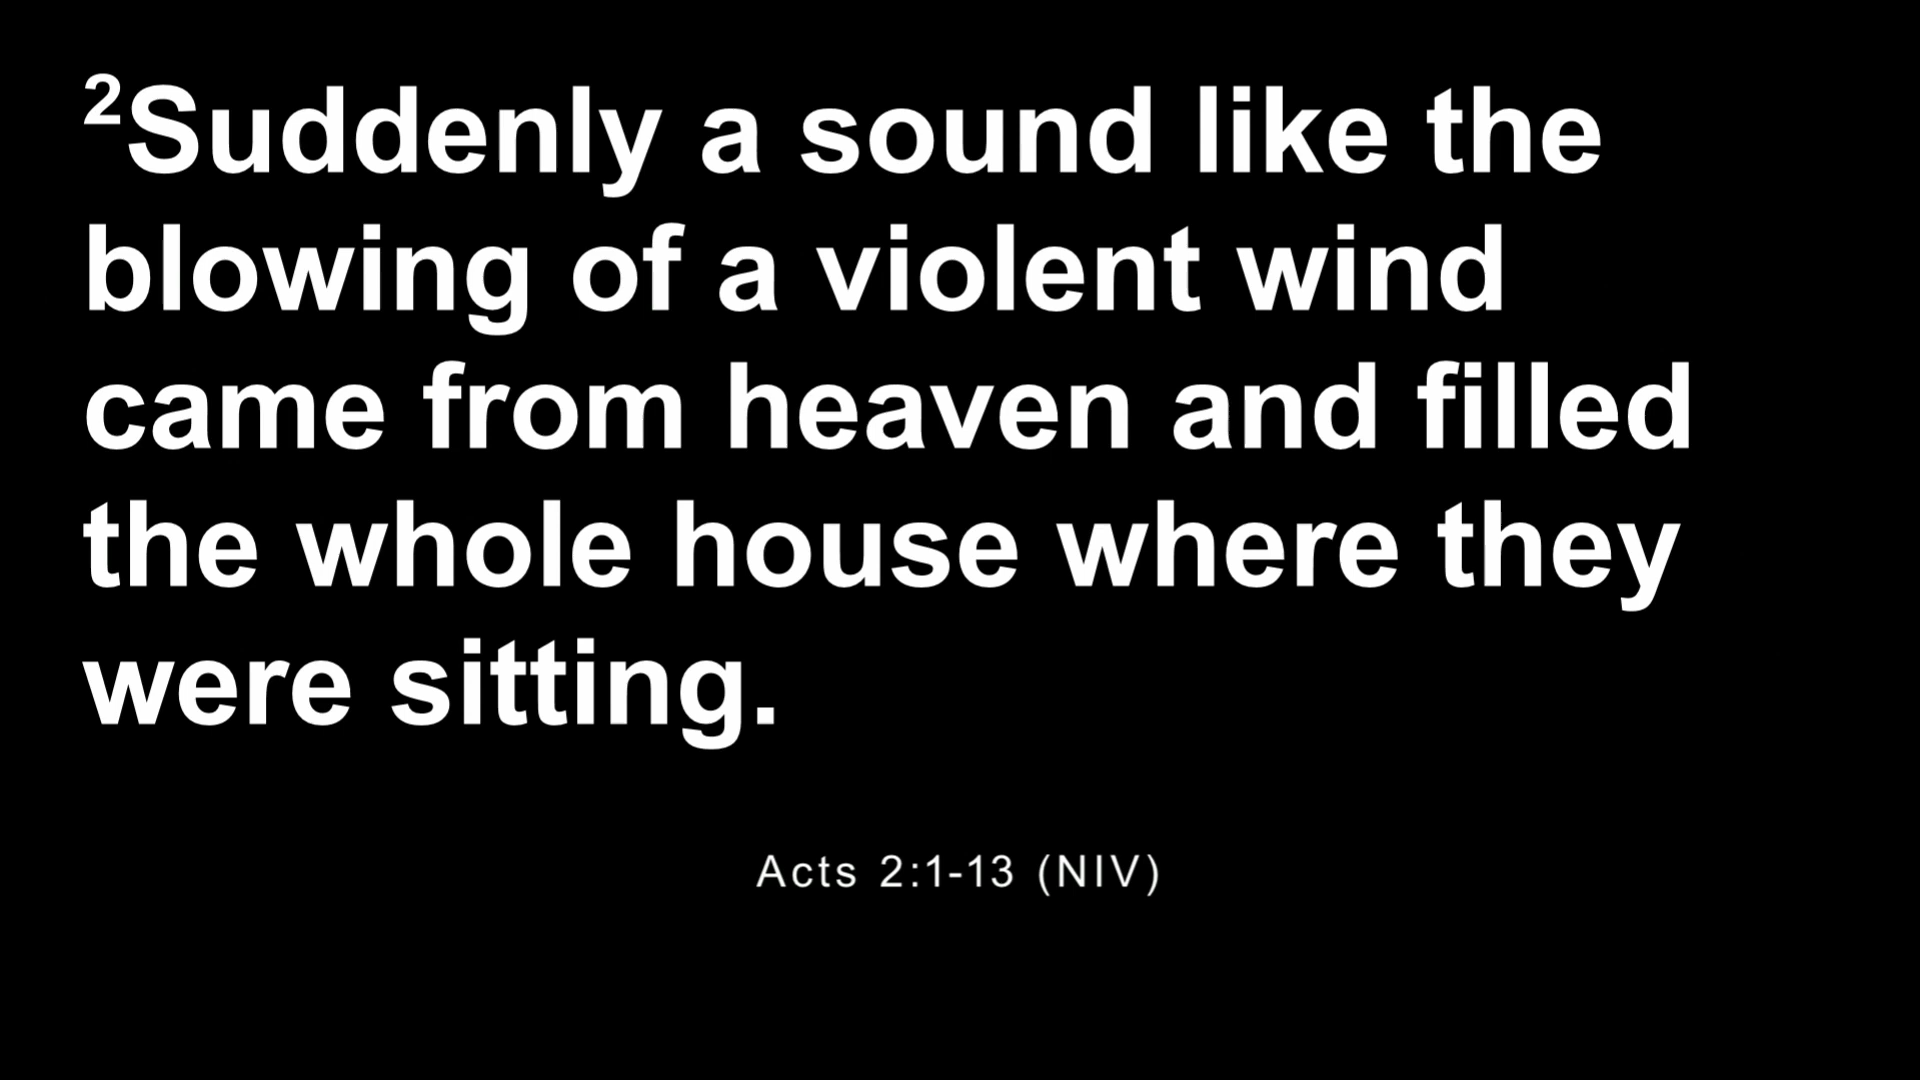 ²Suddenly a sound like the
blowing of a violent wind
came from heaven and filled
the whole house where they
were sitting.
Acts 2:1-13 (NIV)